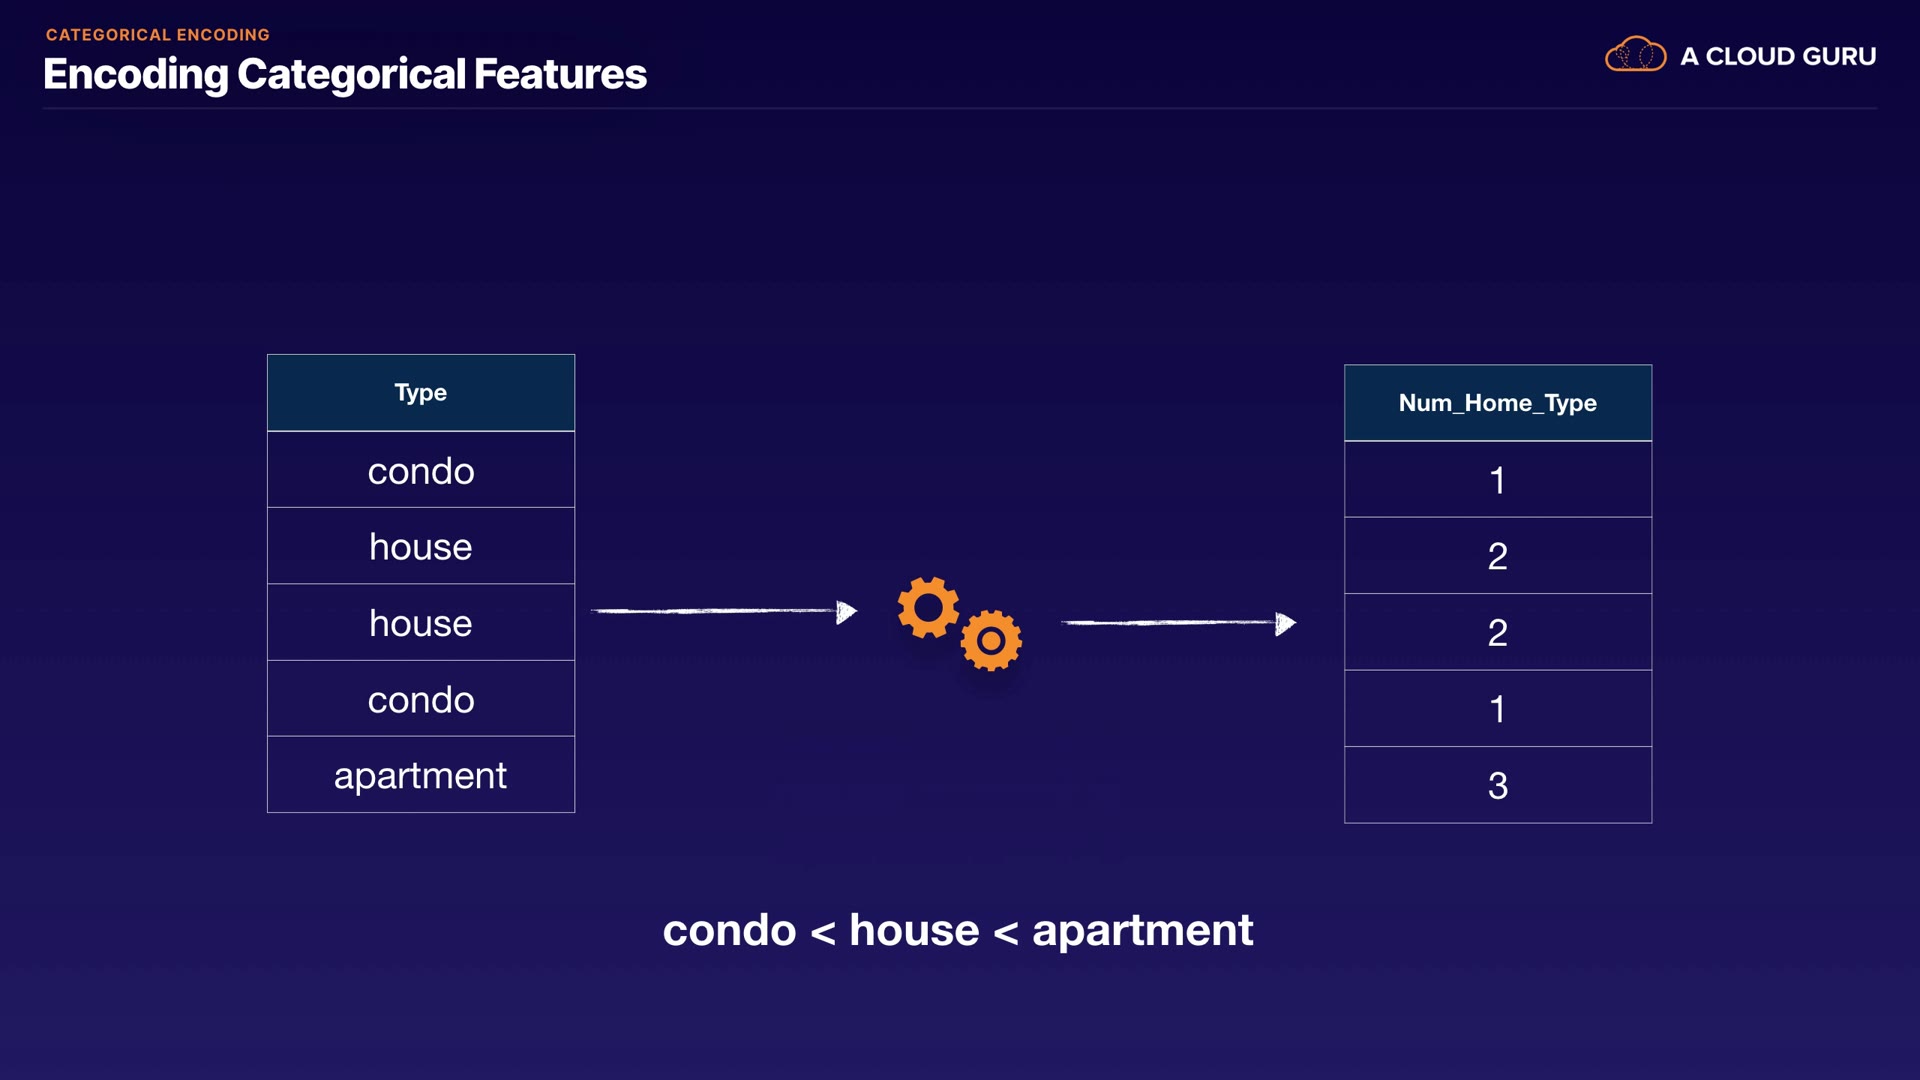 CATEGORICAL ENCODING
Encoding Categorical Features
A CLOUD GURU
Type
condo
house
house
condo
apartment
Num_Home_Type
1
2
2
1
3
condo < house < apartment